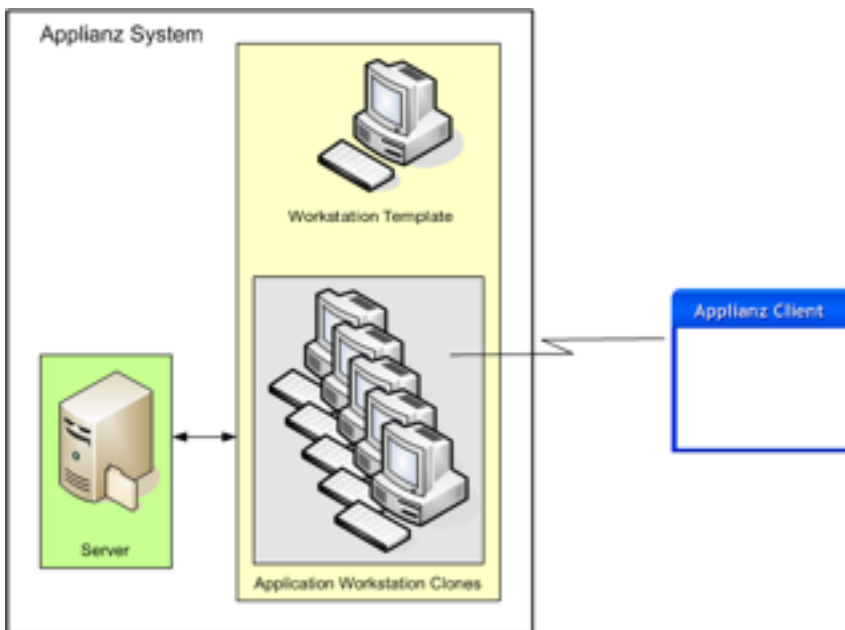 Applianz System
Workstation Template
Applianz Client
Server
Application Workstation Clones